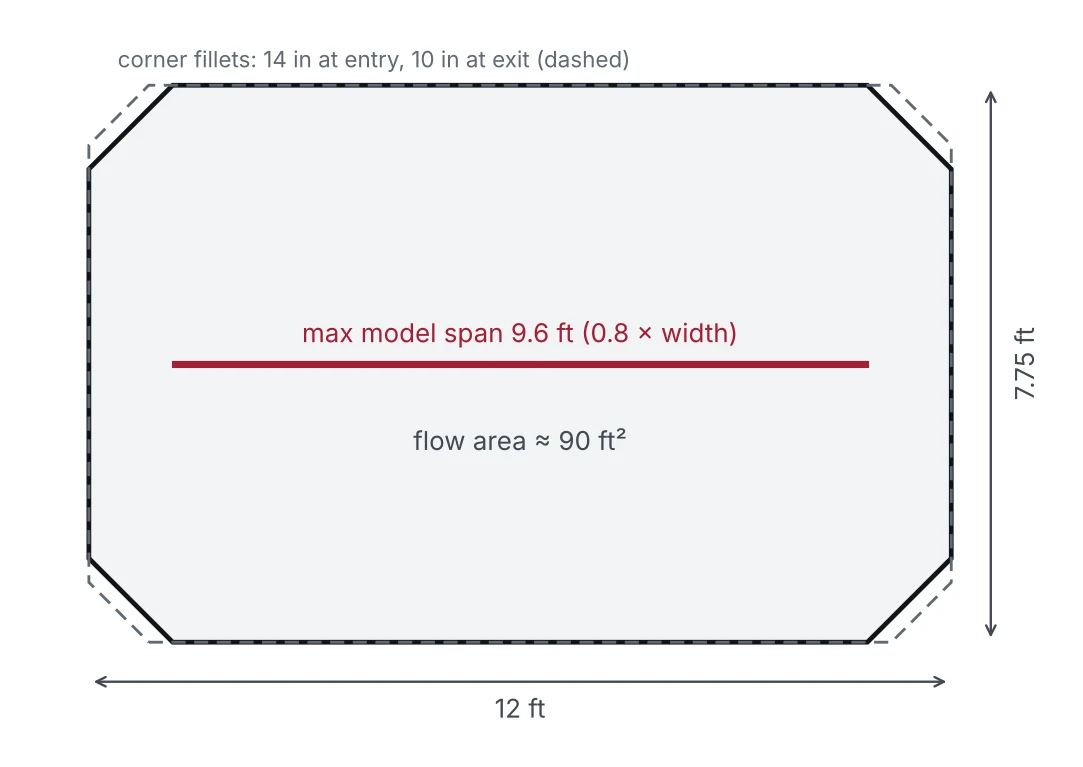 corner fillets: 14 in at entry, 10 in at exit (dashed)
max model span 9.6 ft (0.8 × width)
7.75 ft
flow area ≈ 90 ft²
12 ft